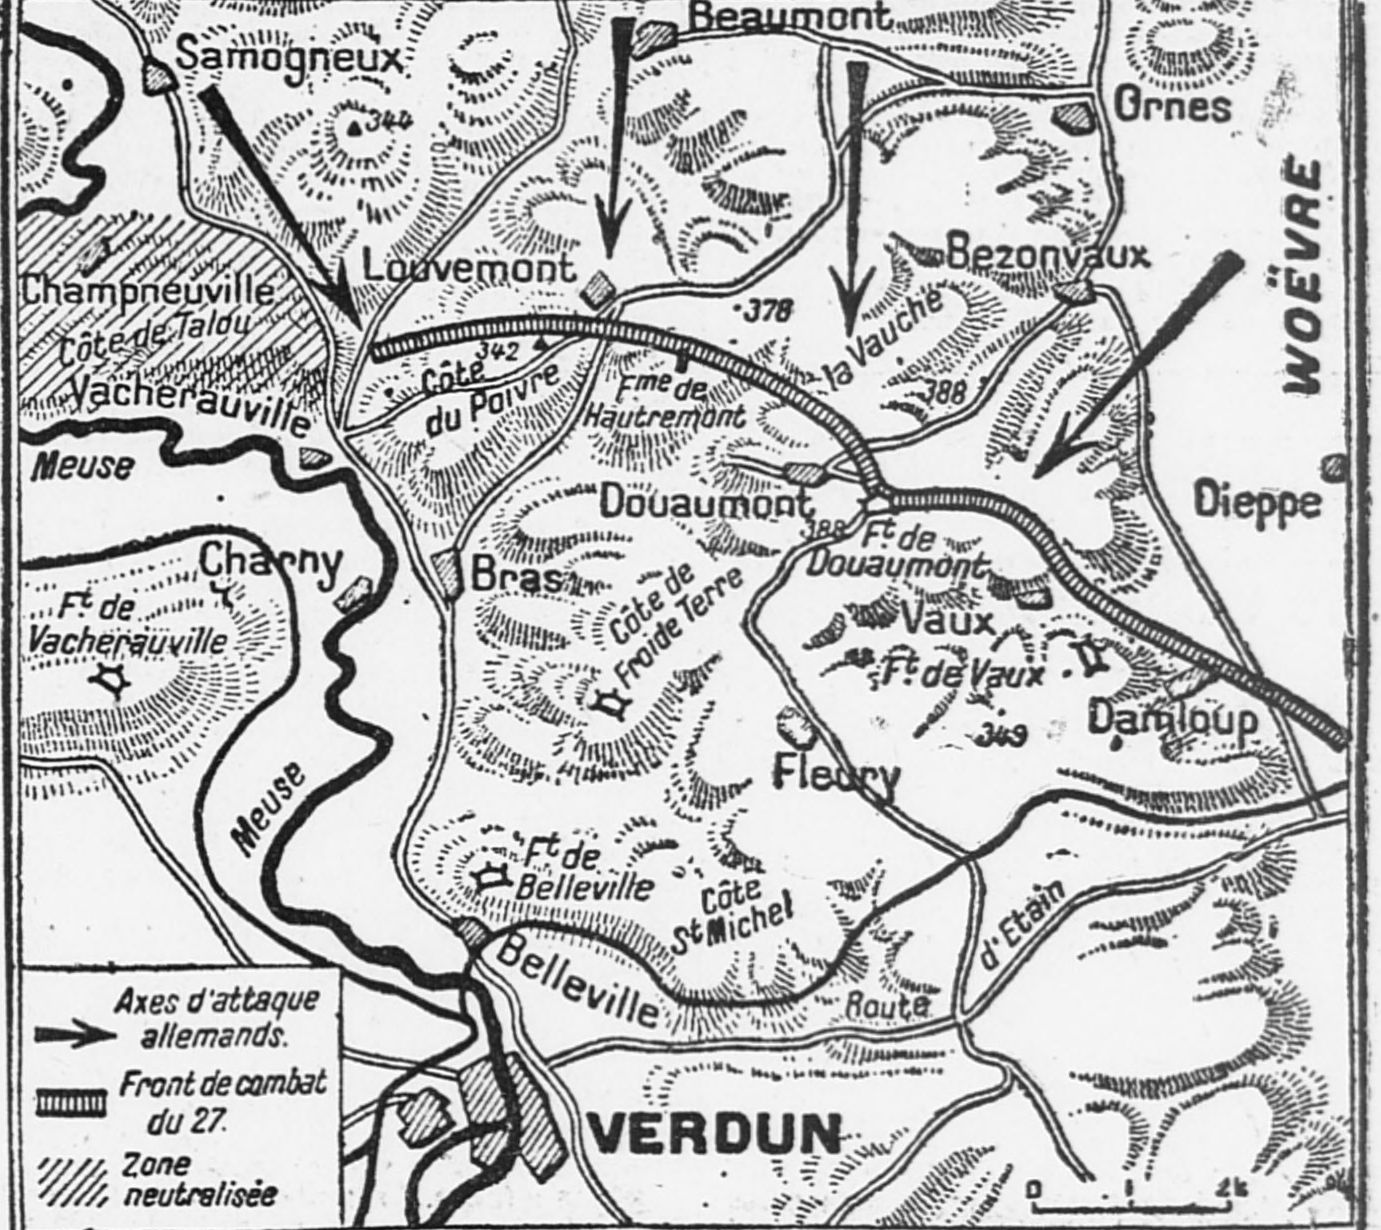 Beaumont
Samogneux
344
Ornes
WOËVRE
Louvemont
Bezonvaux
Champneuville
Côte de Talou
378
la Vauche
342
Côte
du Poivre
Fme de
Hautremont
388
Vacherauville
Meuse
Douaumont
Dieppe
388
Ft de
Douaumont
Charny
Bras
Côte de
Froide Terre
Ft de
Vacherauville
Vaux
Ft de Vaux
349
Damloup
Fleury
Meuse
Ft de
Belleville
Côte
St Michel
d'Etain
Belleville
Route
Axes d'attaque
allemands.
Front de combat
du 27.
Zone
neutralisée
VERDUN
0 1 2k